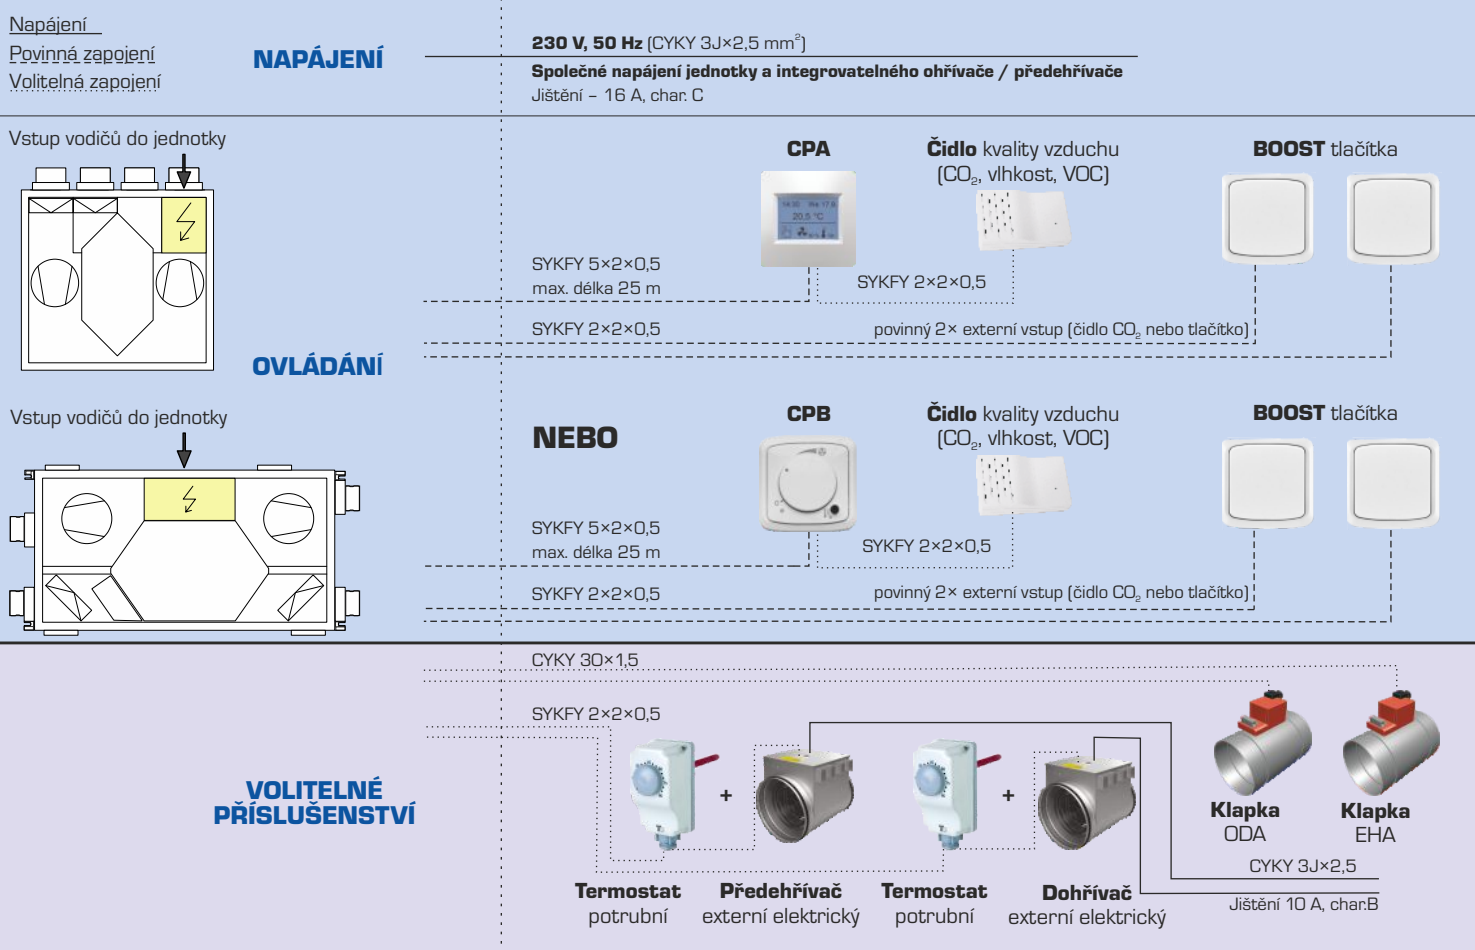 Napájení
Povinná zapojení
Volitelná zapojení
NAPÁJENÍ
230 V, 50 Hz (CYKY 3J×2,5 mm²)
Společné napájení jednotky a integrovatelného ohřívače / předehřívače
Jištění – 16 A, char. C
Vstup vodičů do jednotky
OVLÁDÁNÍ
CPA
Čidlo kvality vzduchu
(CO₂, vlhkost, VOC)
BOOST tlačítka
20,5 °C
SYKFY 5×2×0,5
max. délka 25 m
SYKFY 2×2×0,5
SYKFY 2×2×0,5
povinný 2× externí vstup (čidlo CO₂ nebo tlačítko)
Vstup vodičů do jednotky
NEBO
CPB
Čidlo kvality vzduchu
(CO₂, vlhkost, VOC)
BOOST tlačítka
SYKFY 5×2×0,5
max. délka 25 m
SYKFY 2×2×0,5
SYKFY 2×2×0,5
povinný 2× externí vstup (čidlo CO₂ nebo tlačítko)
VOLITELNÉ
PŘÍSLUŠENSTVÍ
CYKY 3O×1,5
SYKFY 2×2×0,5
+
+
Klapka
ODA
Klapka
EHA
CYKY 3J×2,5
Jištění 10 A, char.B
Termostat
potrubní
Předehřívač
externí elektrický
Termostat
potrubní
Dohřívač
externí elektrický